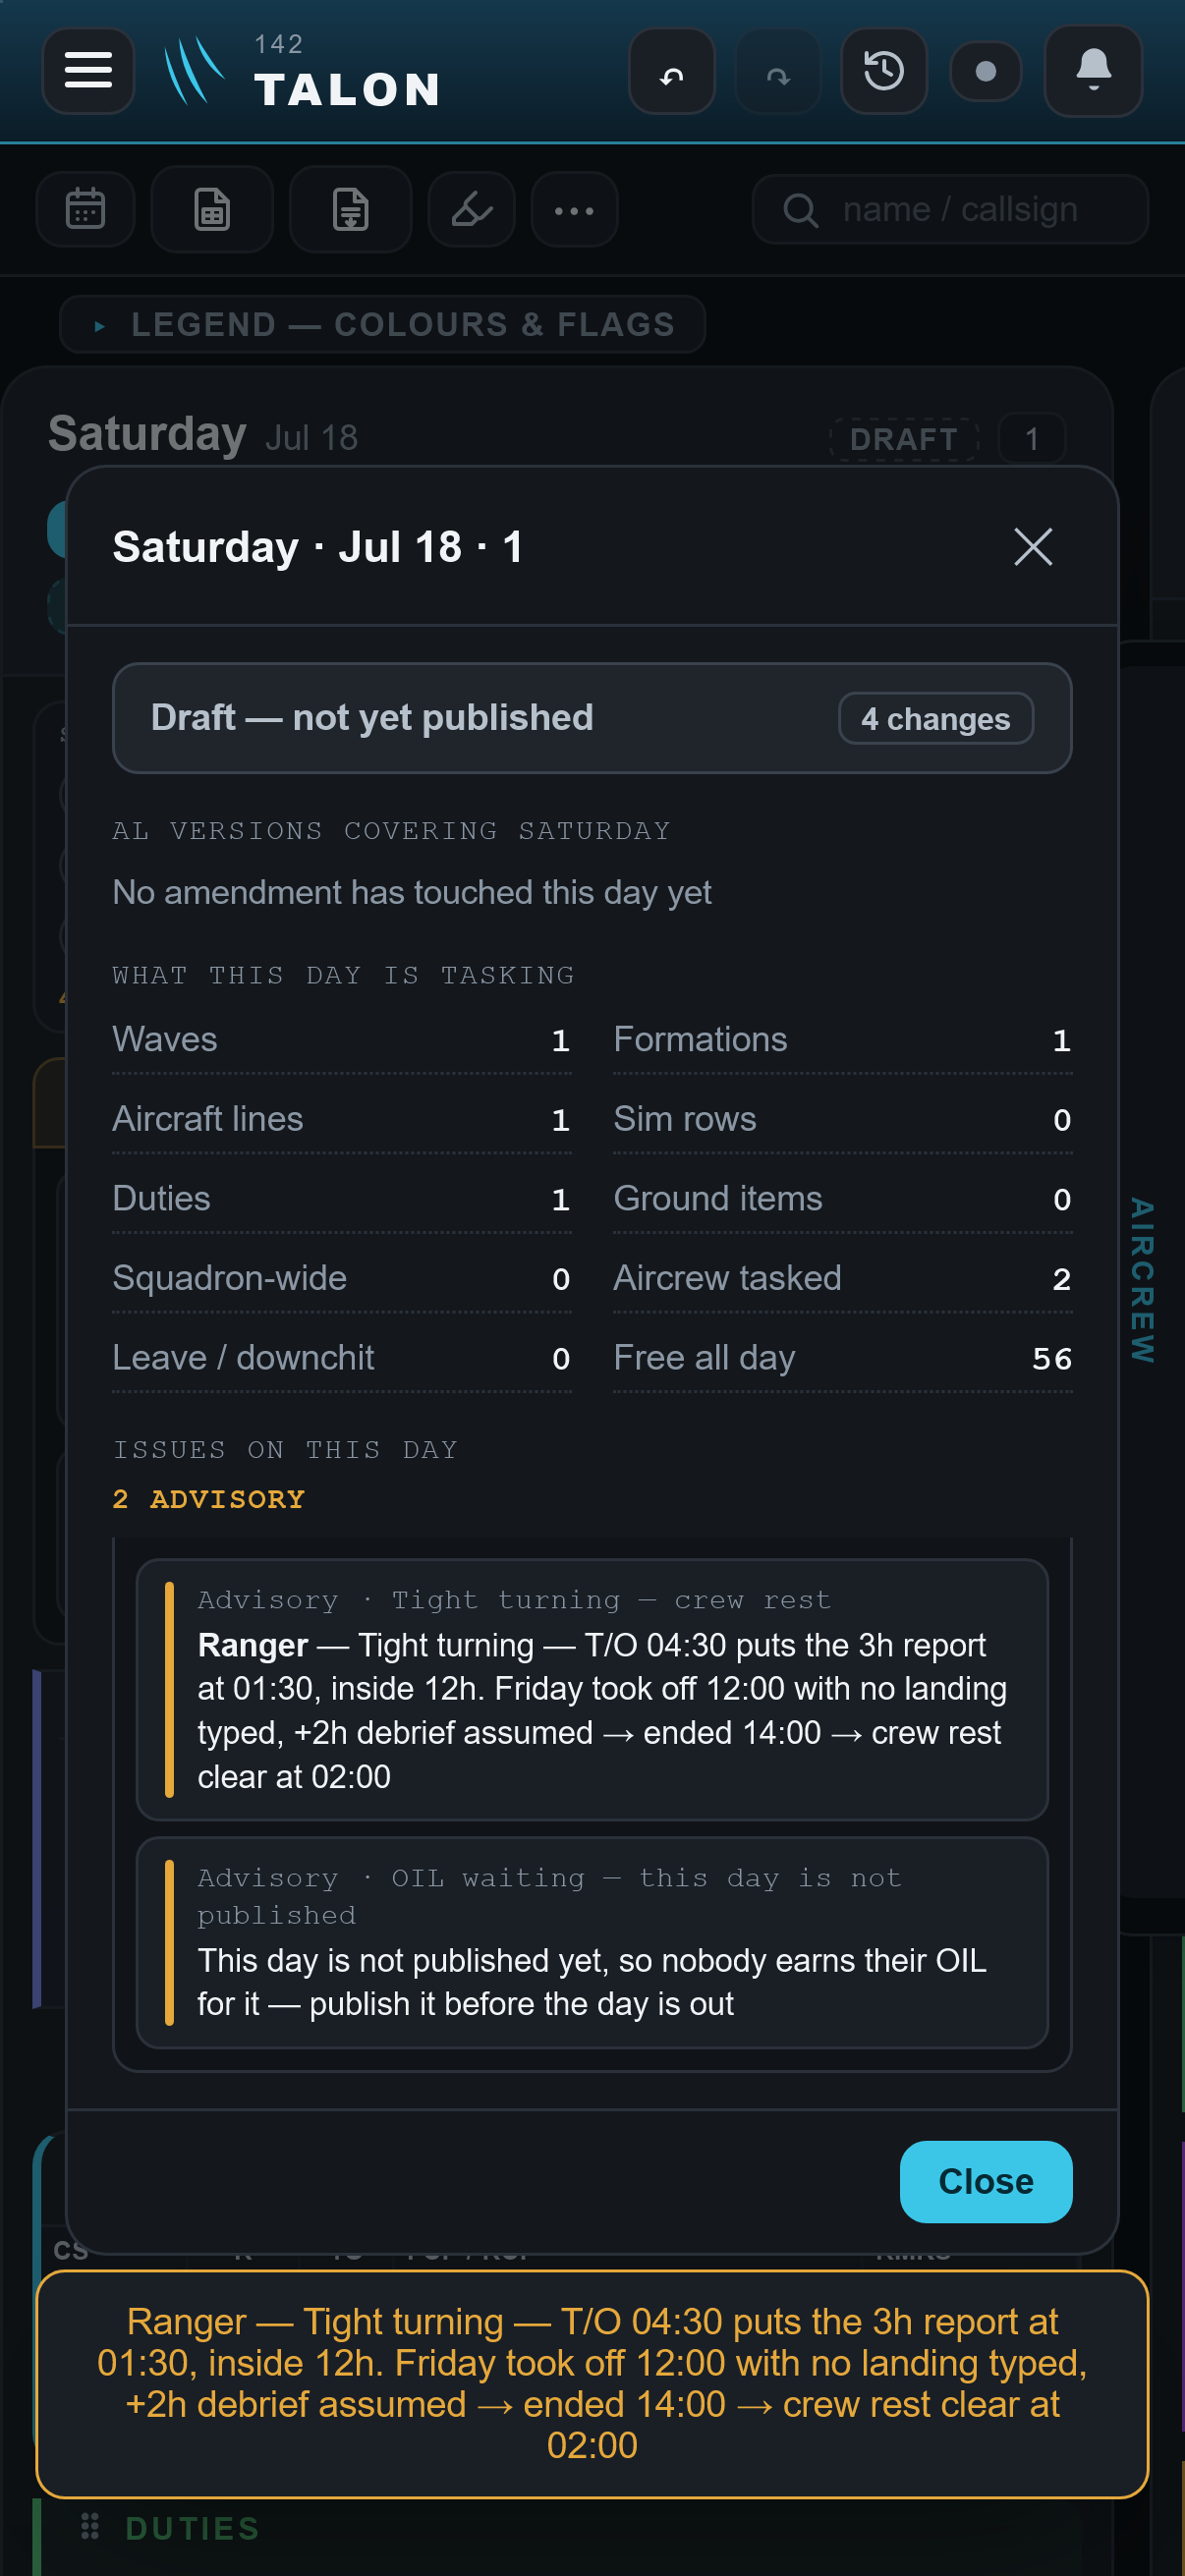 142
TALON
name / callsign
▸ LEGEND — COLOURS & FLAGS
Saturday Jul 18 DRAFT 1
Saturday · Jul 18 · 1
Draft — not yet published 4 changes
AL VERSIONS COVERING SATURDAY
No amendment has touched this day yet
WHAT THIS DAY IS TASKING
Waves 1 Formations 1
Aircraft lines 1 Sim rows 0
Duties 1 Ground items 0
Squadron-wide 0 Aircrew tasked 2
Leave / downchit 0 Free all day 56
AIRCREW
ISSUES ON THIS DAY
2 ADVISORY
Advisory · Tight turning — crew rest
Ranger — Tight turning — T/O 04:30 puts the 3h report
at 01:30, inside 12h. Friday took off 12:00 with no landing
typed, +2h debrief assumed → ended 14:00 → crew rest
clear at 02:00
Advisory · OIL waiting — this day is not
published
This day is not published yet, so nobody earns their OIL
for it — publish it before the day is out
Close
CS
Ranger — Tight turning — T/O 04:30 puts the 3h report at
01:30, inside 12h. Friday took off 12:00 with no landing typed,
+2h debrief assumed → ended 14:00 → crew rest clear at
02:00
DUTIES